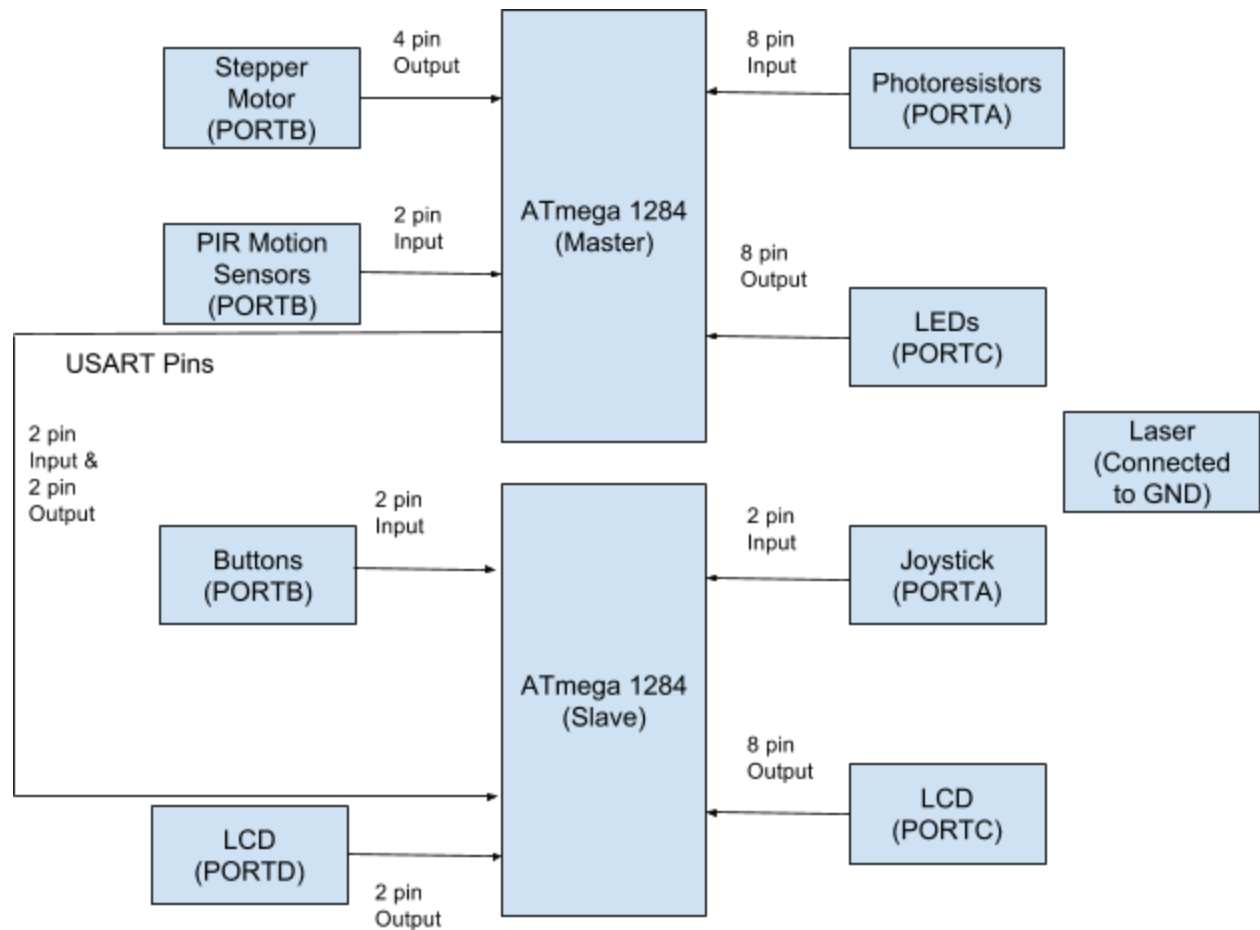 4 pin
Output
Stepper
Motor
(PORTB)
8 pin
Input
Photoresistors
(PORTA)
2 pin
Input
PIR Motion
Sensors
(PORTB)
ATmega 1284
(Master)
8 pin
Output
LEDs
(PORTC)
USART Pins
Laser
(Connected
to GND)
2 pin
Input &
2 pin
Output
2 pin
Input
Buttons
(PORTB)
2 pin
Input
Joystick
(PORTA)
ATmega 1284
(Slave)
8 pin
Output
LCD
(PORTC)
LCD
(PORTD)
2 pin
Output